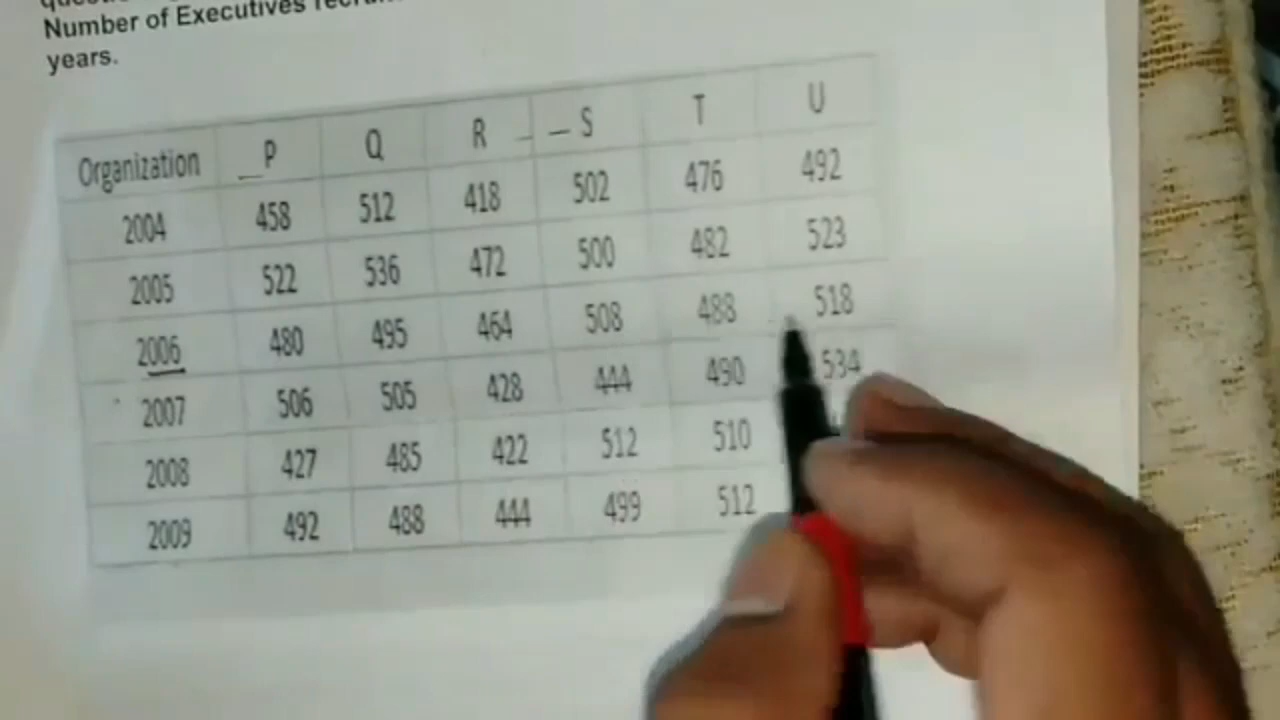 Number of Executives
years.
Organization P Q R S T U
2004 458 512 418 502 476 492
2005 522 536 472 500 482 523
2006 480 495 464 508 488 518
2007 506 505 428 444 490 534
2008 427 485 422 512 510
2009 492 488 444 499 512